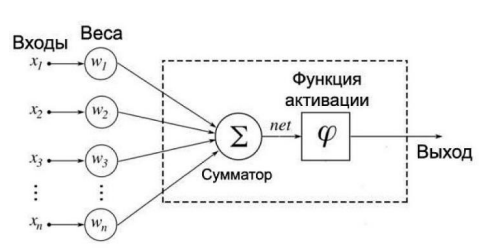 Входы
Веса
x₁
w₁
x₂
w₂
x₃
w₃
xₙ
wₙ
Σ
Сумматор
net
Функция
активации
φ
Выход